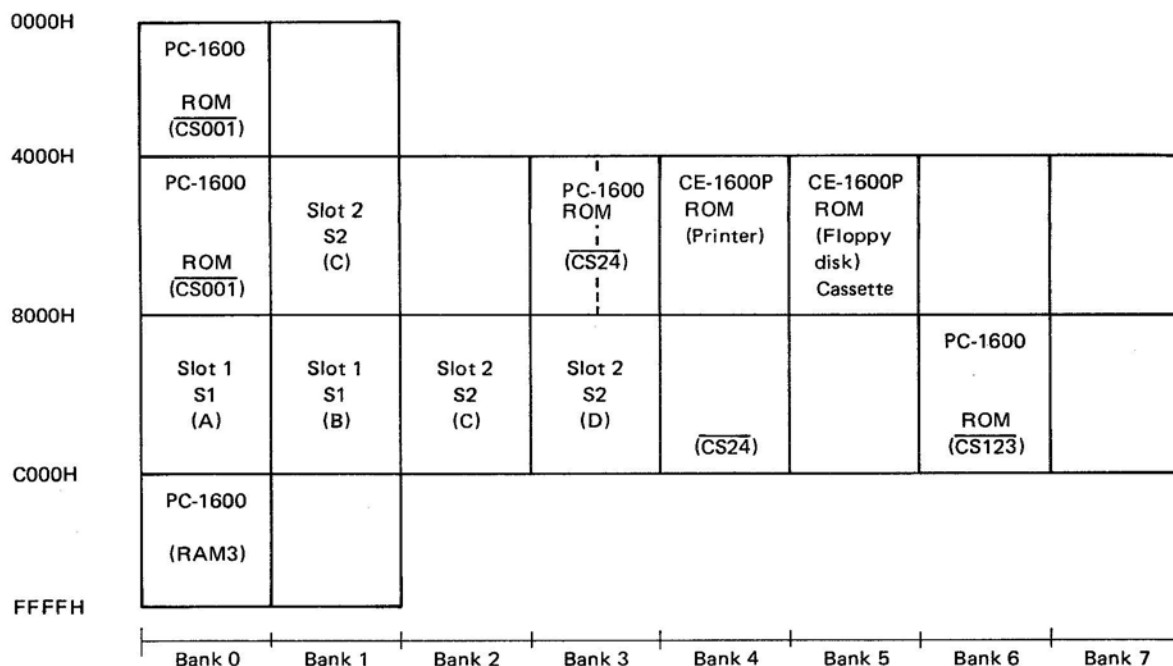 0000H
PC-1600
ROM
(CS001)
4000H
PC-1600
ROM
(CS001)
Slot 2
S2
(C)
PC-1600
ROM
(CS24)
CE-1600P
ROM
(Printer)
CE-1600P
ROM
(Floppy
disk)
Cassette
8000H
Slot 1
S1
(A)
Slot 1
S1
(B)
Slot 2
S2
(C)
Slot 2
S2
(D)
(CS24)
PC-1600
ROM
(CS123)
C000H
PC-1600
(RAM3)
FFFFH
Bank 0
Bank 1
Bank 2
Bank 3
Bank 4
Bank 5
Bank 6
Bank 7